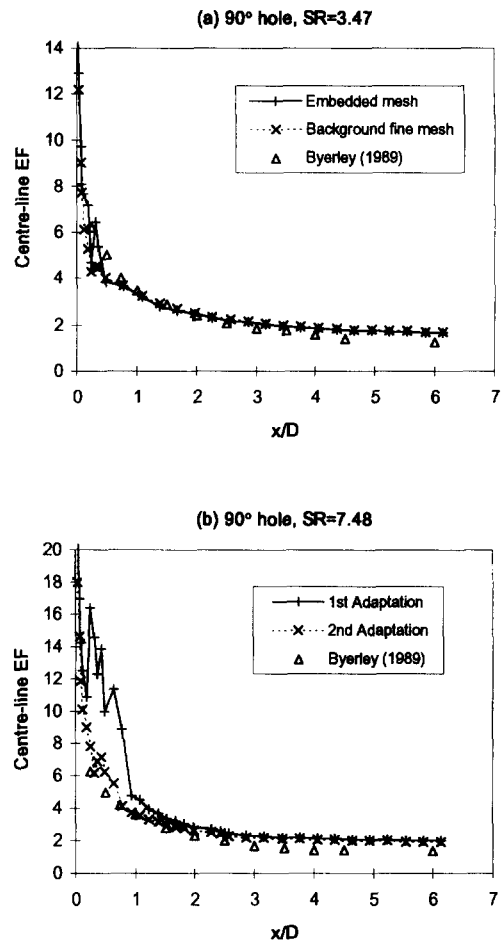 (a) 90° hole, SR=3.47
14
12
10
8
6
4
2
0
Centre-line EF
Embedded mesh
Background fine mesh
Byerley (1989)
0 1 2 3 4 5 6 7
x/D
(b) 90° hole, SR=7.48
20
18
16
14
12
10
8
6
4
2
0
Centre-line EF
1st Adaptation
2nd Adaptation
Byerley (1989)
0 1 2 3 4 5 6 7
x/D